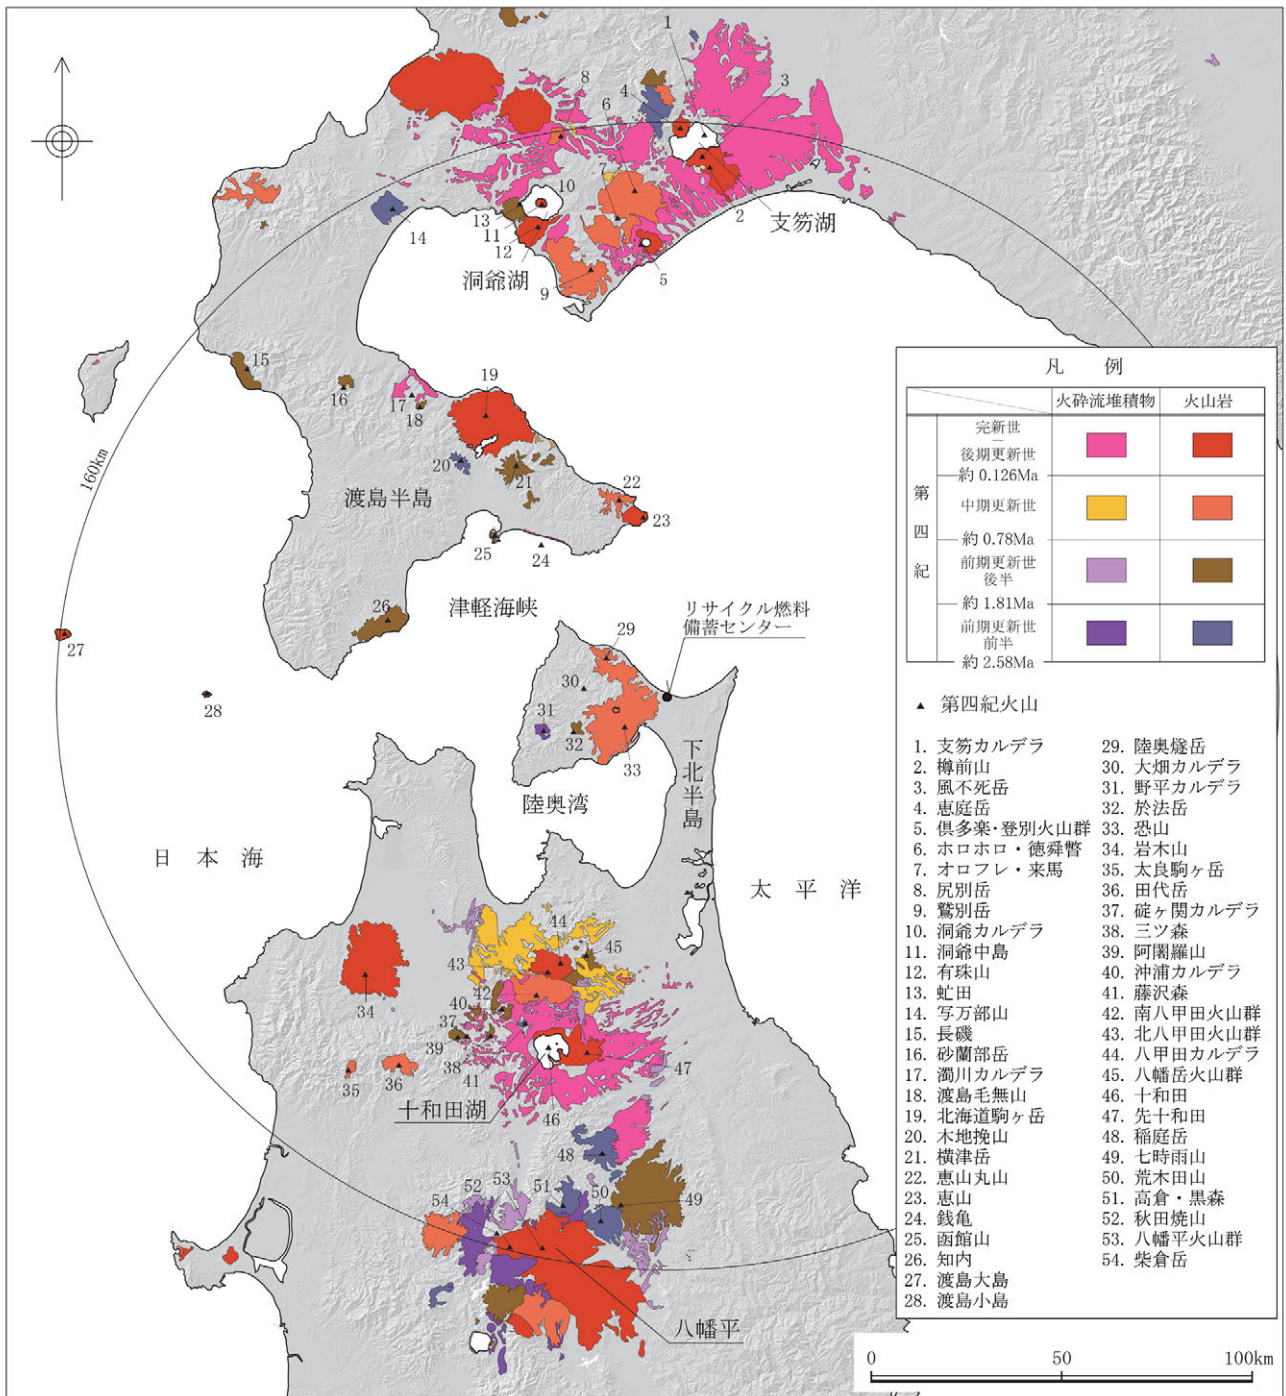 1
2
3
4
5
6
7
8
9
10
11
12
13
14
洞爺湖
支笏湖
160km
15
16
17
18
19
20
21
22
23
24
25
26
27
28
渡島半島
津軽海峡
リサイクル燃料
備蓄センター
29
30
31
32
33
陸奥湾
下北半島
日本海
太平洋
34
35
36
37
38
39
40
41
42
43
44
45
46
47
十和田湖
48
49
50
51
52
53
54
八幡平
凡例
火砕流堆積物 火山岩
第四紀
完新世
|
後期更新世
約 0.126Ma
中期更新世
約 0.78Ma
前期更新世
後半
約 1.81Ma
前期更新世
前半
約 2.58Ma
▲ 第四紀火山
1. 支笏カルデラ
2. 樽前山
3. 風不死岳
4. 恵庭岳
5. 倶多楽・登別火山群
6. ホロホロ・徳舜瞥
7. オロフレ・来馬
8. 尻別岳
9. 鷲別岳
10. 洞爺カルデラ
11. 洞爺中島
12. 有珠山
13. 虻田
14. 写万部山
15. 長磯
16. 砂蘭部岳
17. 濁川カルデラ
18. 渡島毛無山
19. 北海道駒ヶ岳
20. 木地挽山
21. 横津岳
22. 恵山丸山
23. 恵山
24. 銭亀
25. 函館山
26. 知内
27. 渡島大島
28. 渡島小島
29. 陸奥燧岳
30. 大畑カルデラ
31. 野平カルデラ
32. 於法岳
33. 恐山
34. 岩木山
35. 太良駒ヶ岳
36. 田代岳
37. 碇ヶ関カルデラ
38. 三ツ森
39. 阿闍羅山
40. 沖浦カルデラ
41. 藤沢森
42. 南八甲田火山群
43. 北八甲田火山群
44. 八甲田カルデラ
45. 八幡岳火山群
46. 十和田
47. 先十和田
48. 稲庭岳
49. 七時雨山
50. 荒木田山
51. 高倉・黒森
52. 秋田焼山
53. 八幡平火山群
54. 柴倉岳
0 50 100km